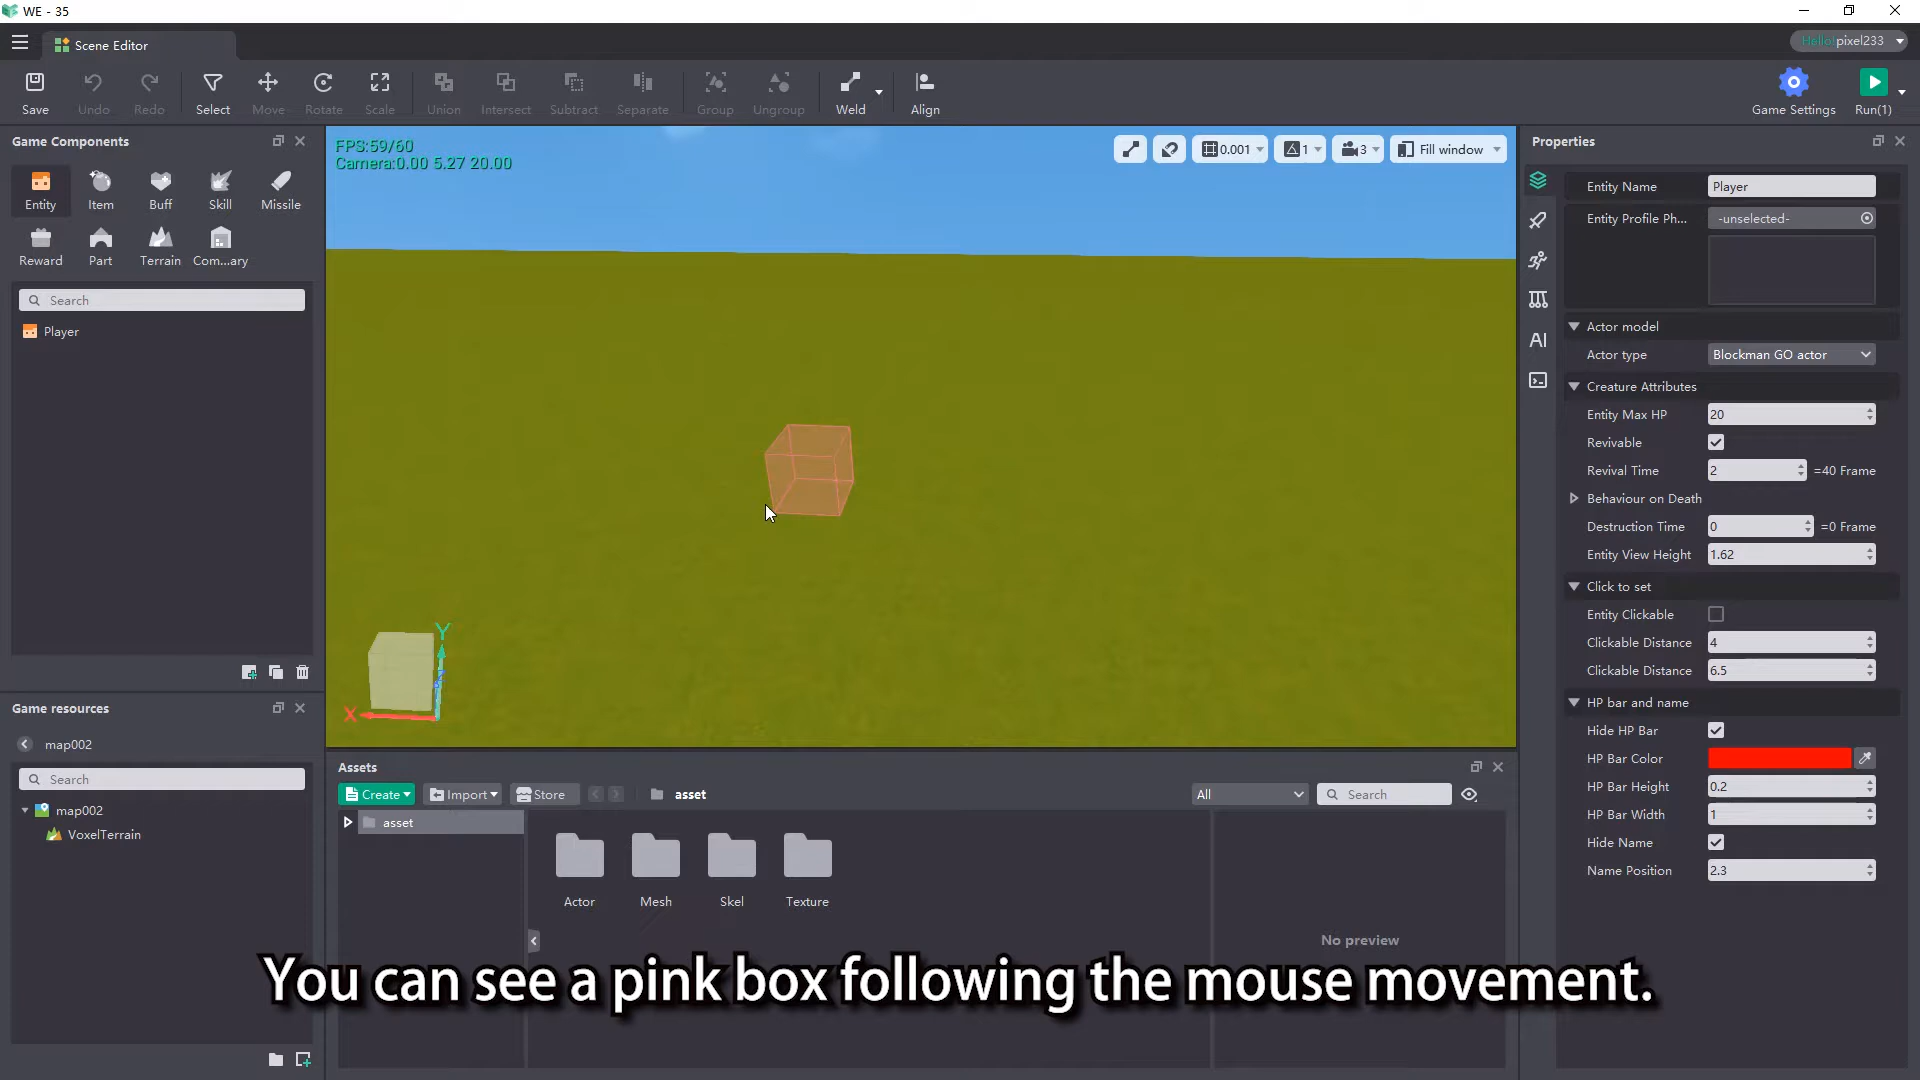 WE - 35
Scene Editor
Hello! pixel233
Save
Undo
Redo
Select
Move
Rotate
Scale
Union
Intersect
Subtract
Separate
Group
Ungroup
Weld
Align
Game Settings
Run(1)
Game Components
Entity
Item
Buff
Skill
Missile
Reward
Part
Terrain
Com...ary
Search
Player
Game resources
map002
Search
map002
VoxelTerrain
FPS:59/60
Camera:0.00 5.27 20.00
0.001
1
3
Fill window
Y
Z
X
Assets
Create
Import
Store
asset
All
Search
asset
Actor
Mesh
Skel
Texture
No preview
Properties
AI
Entity Name Player
Entity Profile Ph... -unselected-
Actor model
Actor type Blockman GO actor
Creature Attributes
Entity Max HP 20
Revivable
Revival Time 2 =40 Frame
Behaviour on Death
Destruction Time 0 =0 Frame
Entity View Height 1.62
Click to set
Entity Clickable
Clickable Distance 4
Clickable Distance 6.5
HP bar and name
Hide HP Bar
HP Bar Color
HP Bar Height 0.2
HP Bar Width 1
Hide Name
Name Position 2.3
You can see a pink box following the mouse movement.